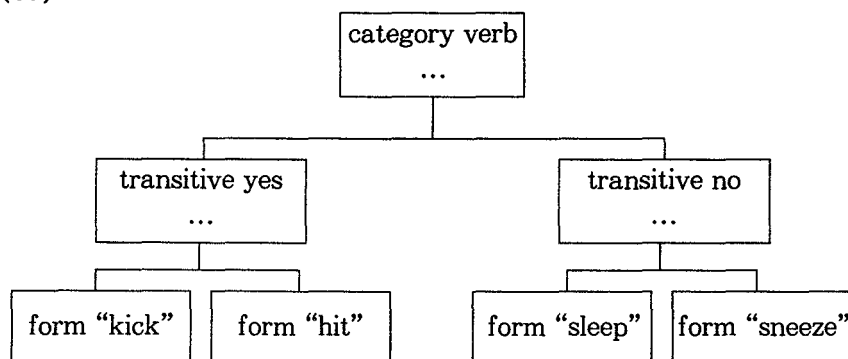 category verb
...
transitive yes
...
transitive no
...
form “kick”
form “hit”
form “sleep”
form “sneeze”